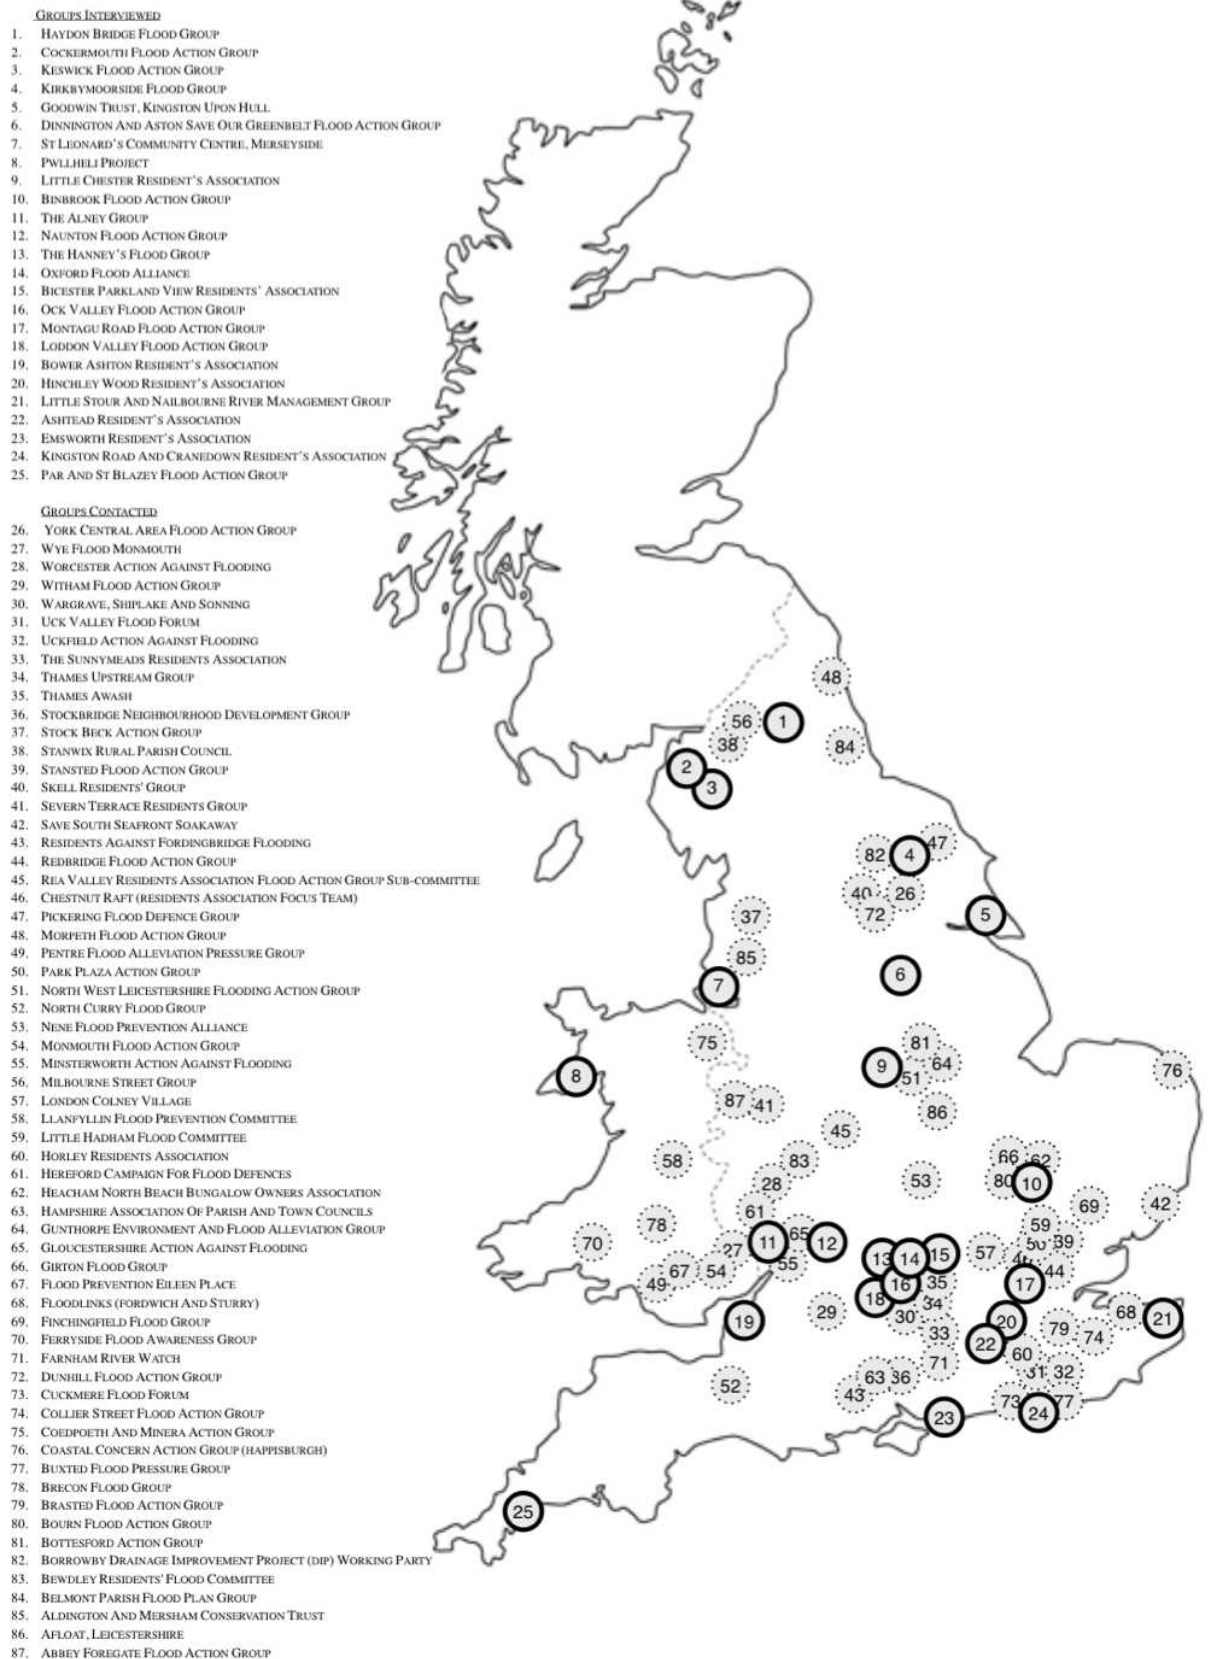 GROUPS INTERVIEWED
1. HAYDON BRIDGE FLOOD GROUP
2. COCKERMOUTH FLOOD ACTION GROUP
3. KESWICK FLOOD ACTION GROUP
4. KIRKBYMOORSIDE FLOOD GROUP
5. GOODWIN TRUST, KINGSTON UPON HULL
6. DINNINGTON AND ASTON SAVE OUR GREENBELT FLOOD ACTION GROUP
7. ST LEONARD'S COMMUNITY CENTRE, MERSEYSIDE
8. PWLLHELI PROJECT
9. LITTLE CHESTER RESIDENT'S ASSOCIATION
10. BINBROOK FLOOD ACTION GROUP
11. THE ALNEY GROUP
12. NAUNTON FLOOD ACTION GROUP
13. THE HANNEY'S FLOOD GROUP
14. OXFORD FLOOD ALLIANCE
15. BICESTER PARKLAND VIEW RESIDENTS' ASSOCIATION
16. OCK VALLEY FLOOD ACTION GROUP
17. MONTAGU ROAD FLOOD ACTION GROUP
18. LODDON VALLEY FLOOD ACTION GROUP
19. BOWER ASHTON RESIDENT'S ASSOCIATION
20. HINCHLEY WOOD RESIDENT'S ASSOCIATION
21. LITTLE STOUR AND NAILBOURNE RIVER MANAGEMENT GROUP
22. ASHTEAD RESIDENT'S ASSOCIATION
23. EMSWORTH RESIDENT'S ASSOCIATION
24. KINGSTON ROAD AND CRANEDOWN RESIDENT'S ASSOCIATION
25. PAR AND ST BLAZEY FLOOD ACTION GROUP
GROUPS CONTACTED
26. YORK CENTRAL AREA FLOOD ACTION GROUP
27. WYE FLOOD MONMOUTH
28. WORCESTER ACTION AGAINST FLOODING
29. WITHAM FLOOD ACTION GROUP
30. WARGRAVE, SHIPLAKE AND SONNING
31. UCK VALLEY FLOOD FORUM
32. UCKFIELD ACTION AGAINST FLOODING
33. THE SUNNYMEADS RESIDENTS ASSOCIATION
34. THAMES UPSTREAM GROUP
35. THAMES AWASH
36. STOCKBRIDGE NEIGHBOURHOOD DEVELOPMENT GROUP
37. STOCK BECK ACTION GROUP
38. STANWIX RURAL PARISH COUNCIL
39. STANSTED FLOOD ACTION GROUP
40. SKELL RESIDENTS' GROUP
41. SEVERN TERRACE RESIDENTS GROUP
42. SAVE SOUTH SEAFRONT SOAKAWAY
43. RESIDENTS AGAINST FORDINGBRIDGE FLOODING
44. REDBRIDGE FLOOD ACTION GROUP
45. REA VALLEY RESIDENTS ASSOCIATION FLOOD ACTION GROUP SUB-COMMITTEE
46. CHESTNUT RAFT (RESIDENTS ASSOCIATION FOCUS TEAM)
47. PICKERING FLOOD DEFENCE GROUP
48. MORPETH FLOOD ACTION GROUP
49. PENTRE FLOOD ALLEVIATION PRESSURE GROUP
50. PARK PLAZA ACTION GROUP
51. NORTH WEST LEICESTERSHIRE FLOODING ACTION GROUP
52. NORTH CURRY FLOOD GROUP
53. NENE FLOOD PREVENTION ALLIANCE
54. MONMOUTH FLOOD ACTION GROUP
55. MINSTERWORTH ACTION AGAINST FLOODING
56. MILBOURNE STREET GROUP
57. LONDON COLNEY VILLAGE
58. LLANFYLLIN FLOOD PREVENTION COMMITTEE
59. LITTLE HADHAM FLOOD COMMITTEE
60. HORLEY RESIDENTS ASSOCIATION
61. HEREFORD CAMPAIGN FOR FLOOD DEFENCES
62. HEACHAM NORTH BEACH BUNGALOW OWNERS ASSOCIATION
63. HAMPSHIRE ASSOCIATION OF PARISH AND TOWN COUNCILS
64. GUNTHORPE ENVIRONMENT AND FLOOD ALLEVIATION GROUP
65. GLOUCESTERSHIRE ACTION AGAINST FLOODING
66. GIRTON FLOOD GROUP
67. FLOOD PREVENTION EILEEN PLACE
68. FLOODLINKS (FORDWICH AND STURRY)
69. FINCHINGFIELD FLOOD GROUP
70. FERRYSIDE FLOOD AWARENESS GROUP
71. FARNHAM RIVER WATCH
72. DUNHILL FLOOD ACTION GROUP
73. CUCKMERE FLOOD FORUM
74. COLLIER STREET FLOOD ACTION GROUP
75. COEDPOETH AND MINERA ACTION GROUP
76. COASTAL CONCERN ACTION GROUP (HAPPISBURGH)
77. BUXTED FLOOD PRESSURE GROUP
78. BRECON FLOOD GROUP
79. BRASTED FLOOD ACTION GROUP
80. BOURN FLOOD ACTION GROUP
81. BOTTESFORD ACTION GROUP
82. BORROWBY DRAINAGE IMPROVEMENT PROJECT (DIP) WORKING PARTY
83. BEWDLEY RESIDENTS' FLOOD COMMITTEE
84. BELMONT PARISH FLOOD PLAN GROUP
85. ALDINGTON AND MERSHAM CONSERVATION TRUST
86. AFLOAT, LEICESTERSHIRE
87. ABBEY FOREGATE FLOOD ACTION GROUP
48
56 1
38 84
2
3
82 4 47
40 26
37 72 5
85
7 6
75 81
8 9 51 64 76
87 41 86
45
58 83 66 62
28 53 80 10
61 69 42
78 65 59
70 27 11 12 13 14 15 57 50 39
49 67 54 55 16 35 17 44
29 18 30 34 68
19 33 20 79 74 21
22 60
52 63 36 71 31 32
43 73 77
23 24
25